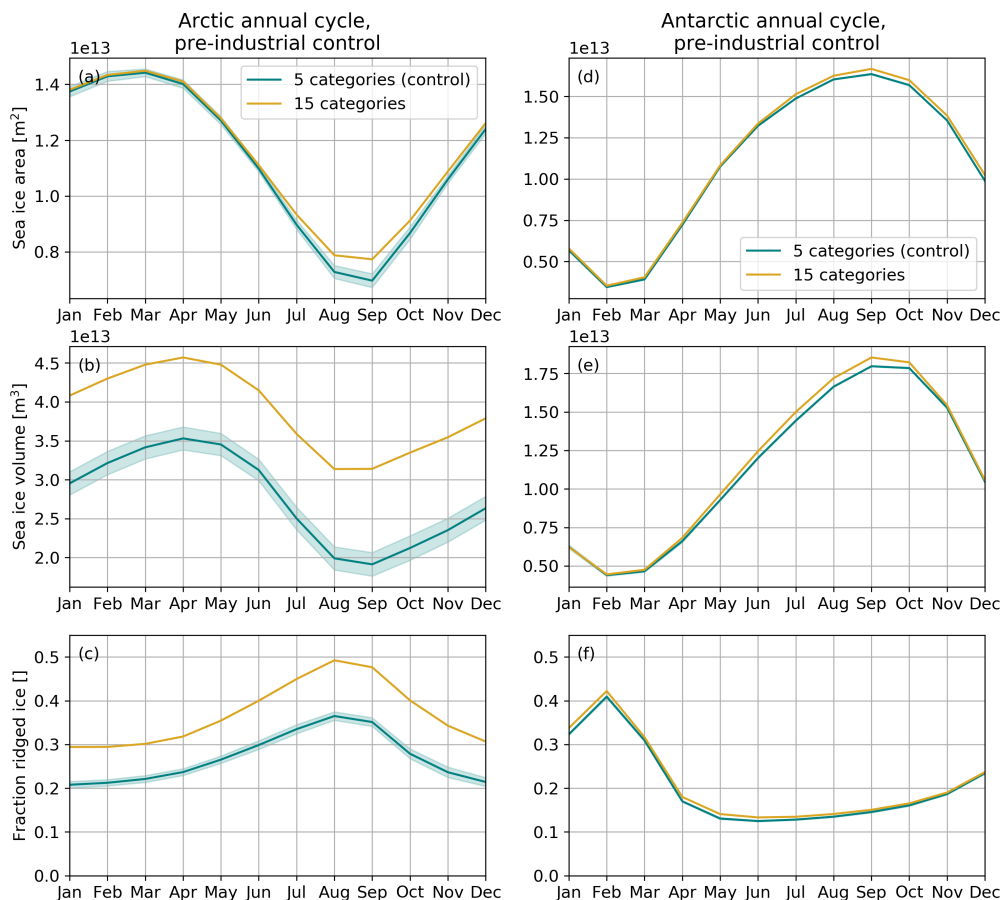 Arctic annual cycle,
pre-industrial control
1e13
(a)
5 categories (control)
15 categories
Sea ice area [m²]
1.4
1.2
1.0
0.8
Jan Feb Mar Apr May Jun Jul Aug Sep Oct Nov Dec
Antarctic annual cycle,
pre-industrial control
1e13
(d)
1.50
1.25
1.00
0.75
0.50
5 categories (control)
15 categories
Jan Feb Mar Apr May Jun Jul Aug Sep Oct Nov Dec
1e13
(b)
Sea ice volume [m³]
4.5
4.0
3.5
3.0
2.5
2.0
Jan Feb Mar Apr May Jun Jul Aug Sep Oct Nov Dec
1e13
(e)
1.75
1.50
1.25
1.00
0.75
0.50
Jan Feb Mar Apr May Jun Jul Aug Sep Oct Nov Dec
(c)
Fraction ridged ice []
0.5
0.4
0.3
0.2
0.1
0.0
Jan Feb Mar Apr May Jun Jul Aug Sep Oct Nov Dec
(f)
0.5
0.4
0.3
0.2
0.1
0.0
Jan Feb Mar Apr May Jun Jul Aug Sep Oct Nov Dec